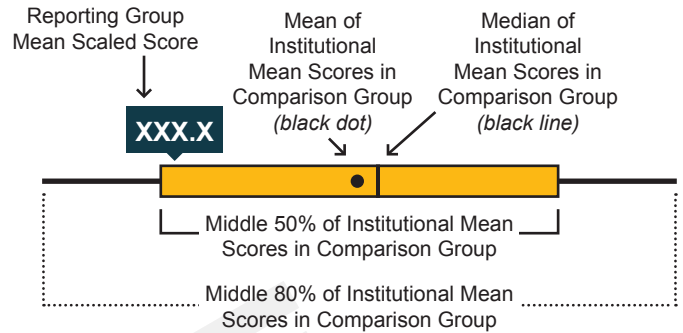 Reporting Group
Mean Scaled Score
Mean of
Institutional
Mean Scores in
Comparison Group
(black dot)
Median of
Institutional
Mean Scores in
Comparison Group
(black line)
XXX.X
Middle 50% of Institutional Mean
Scores in Comparison Group
Middle 80% of Institutional Mean
Scores in Comparison Group